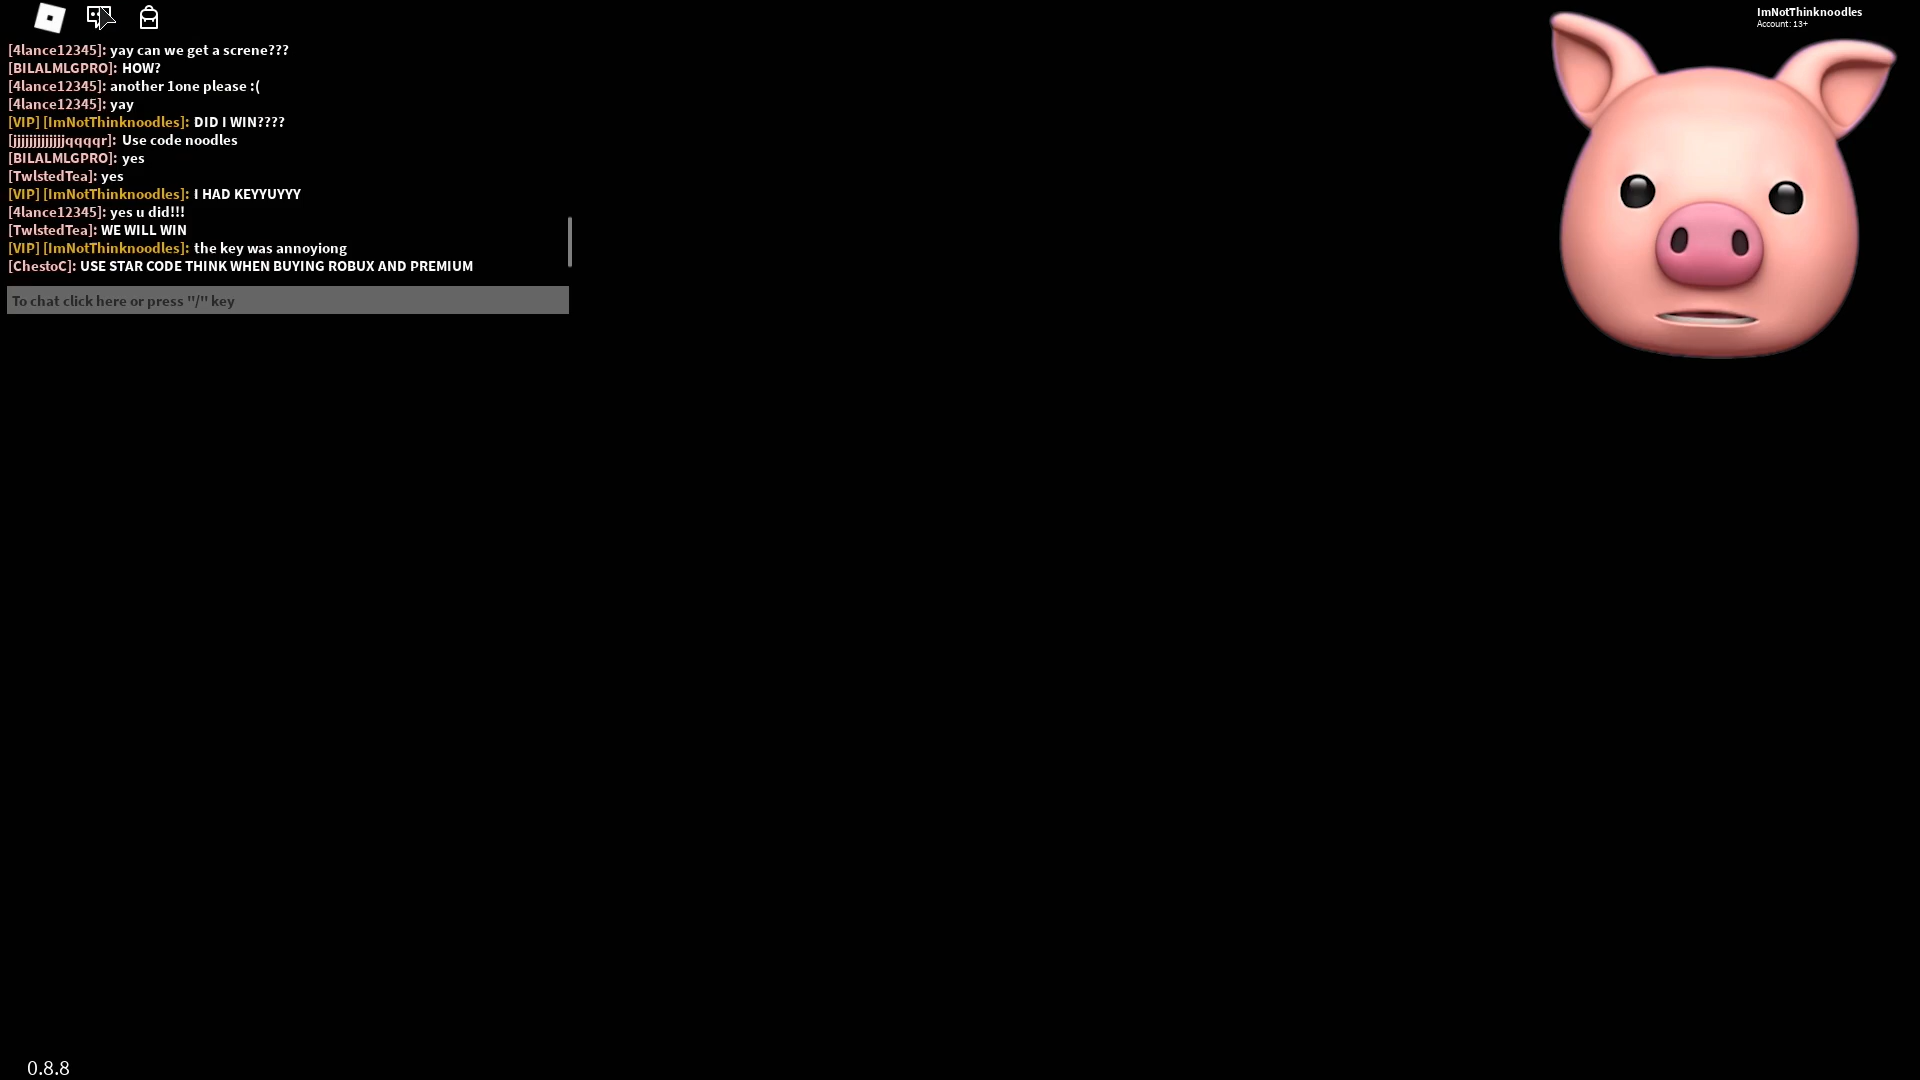 ImNotThinknoodles
Account: 13+
[4lance12345]: yay can we get a screne???
[BILALMLGPRO]: HOW?
[4lance12345]: another 1one please :(
[4lance12345]: yay
[VIP] [ImNotThinknoodles]: DID I WIN????
[jjjjjjjjjjjjjqqqqr]: Use code noodles
[BILALMLGPRO]: yes
[TwlstedTea]: yes
[VIP] [ImNotThinknoodles]: I HAD KEYYUYYY
[4lance12345]: yes u did!!!
[TwlstedTea]: WE WILL WIN
[VIP] [ImNotThinknoodles]: the key was annoyiong
[ChestoC]: USE STAR CODE THINK WHEN BUYING ROBUX AND PREMIUM
To chat click here or press "/" key
0.8.8